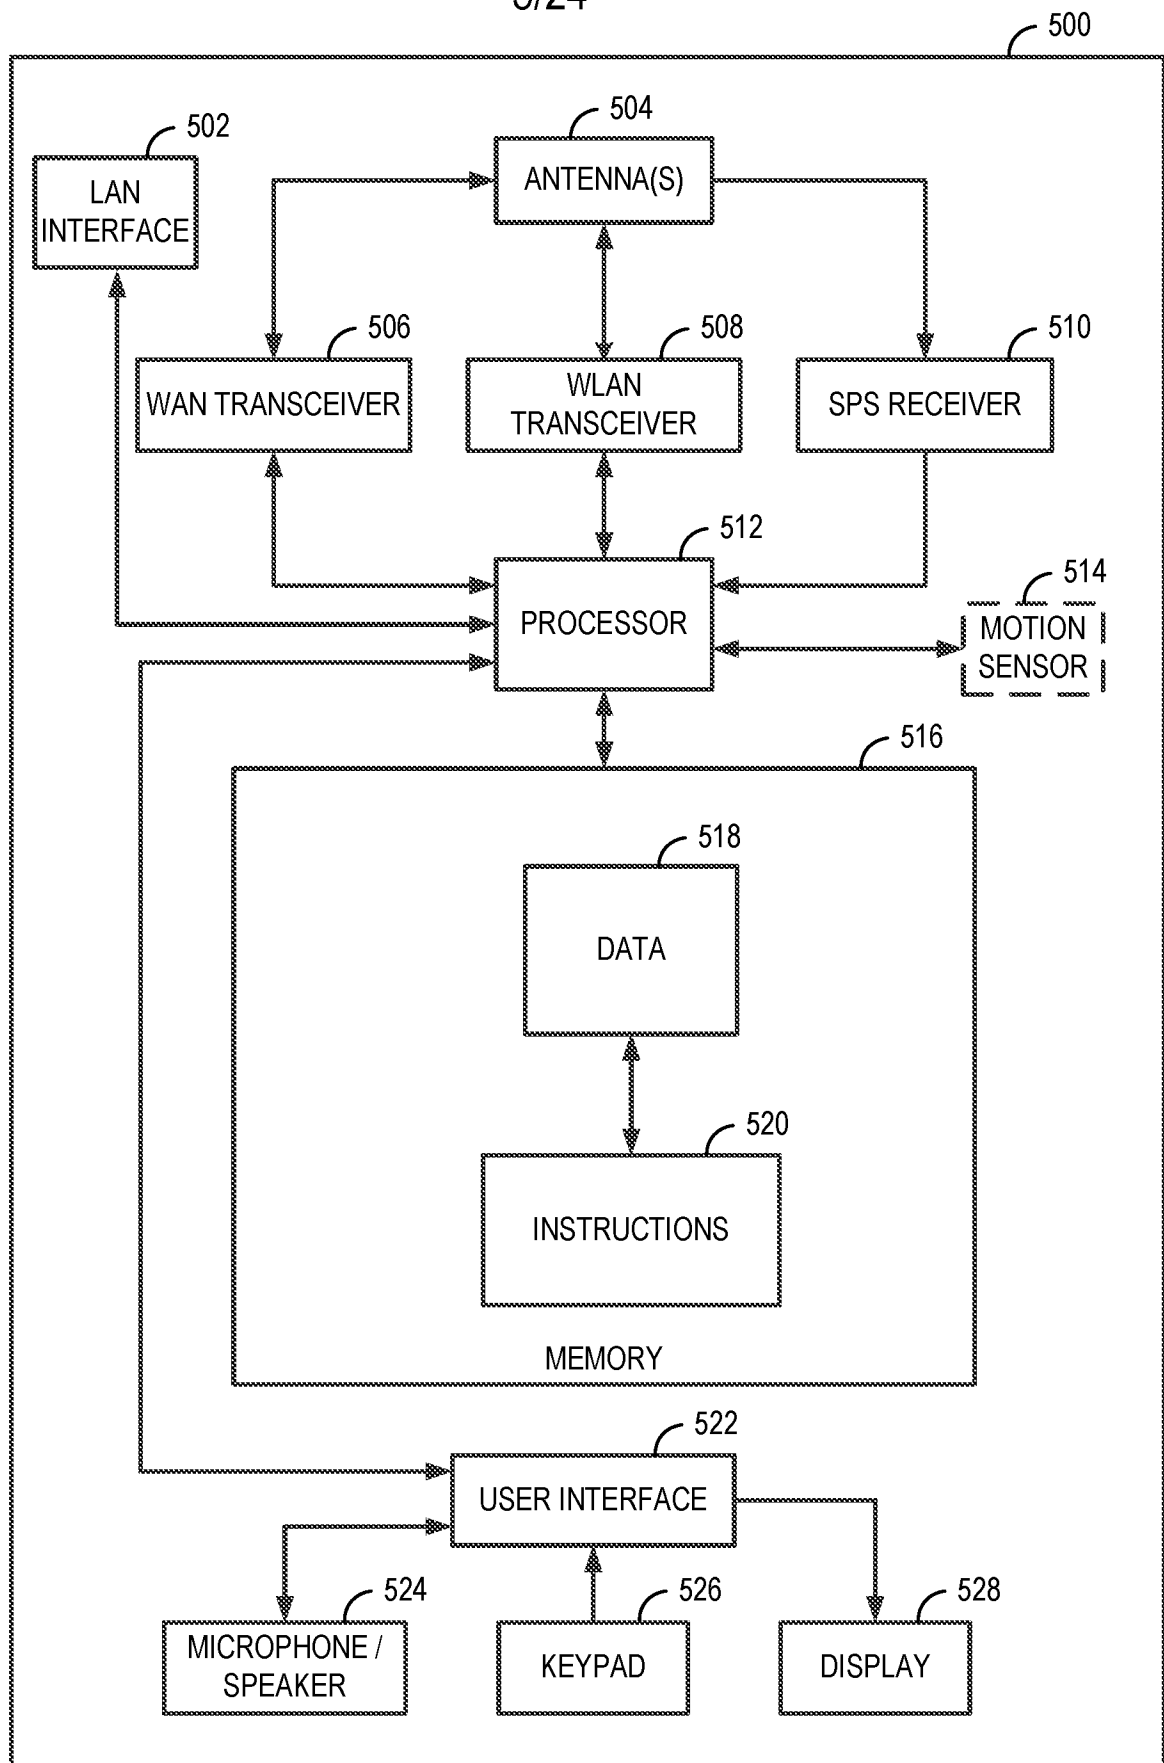 500
504
502
ANTENNA(S)
LAN
INTERFACE
506
508
510
WAN TRANSCEIVER
WLAN
TRANSCEIVER
SPS RECEIVER
512
514
PROCESSOR
MOTION
SENSOR
516
518
DATA
520
INSTRUCTIONS
MEMORY
522
USER INTERFACE
524
526
528
MICROPHONE /
SPEAKER
KEYPAD
DISPLAY